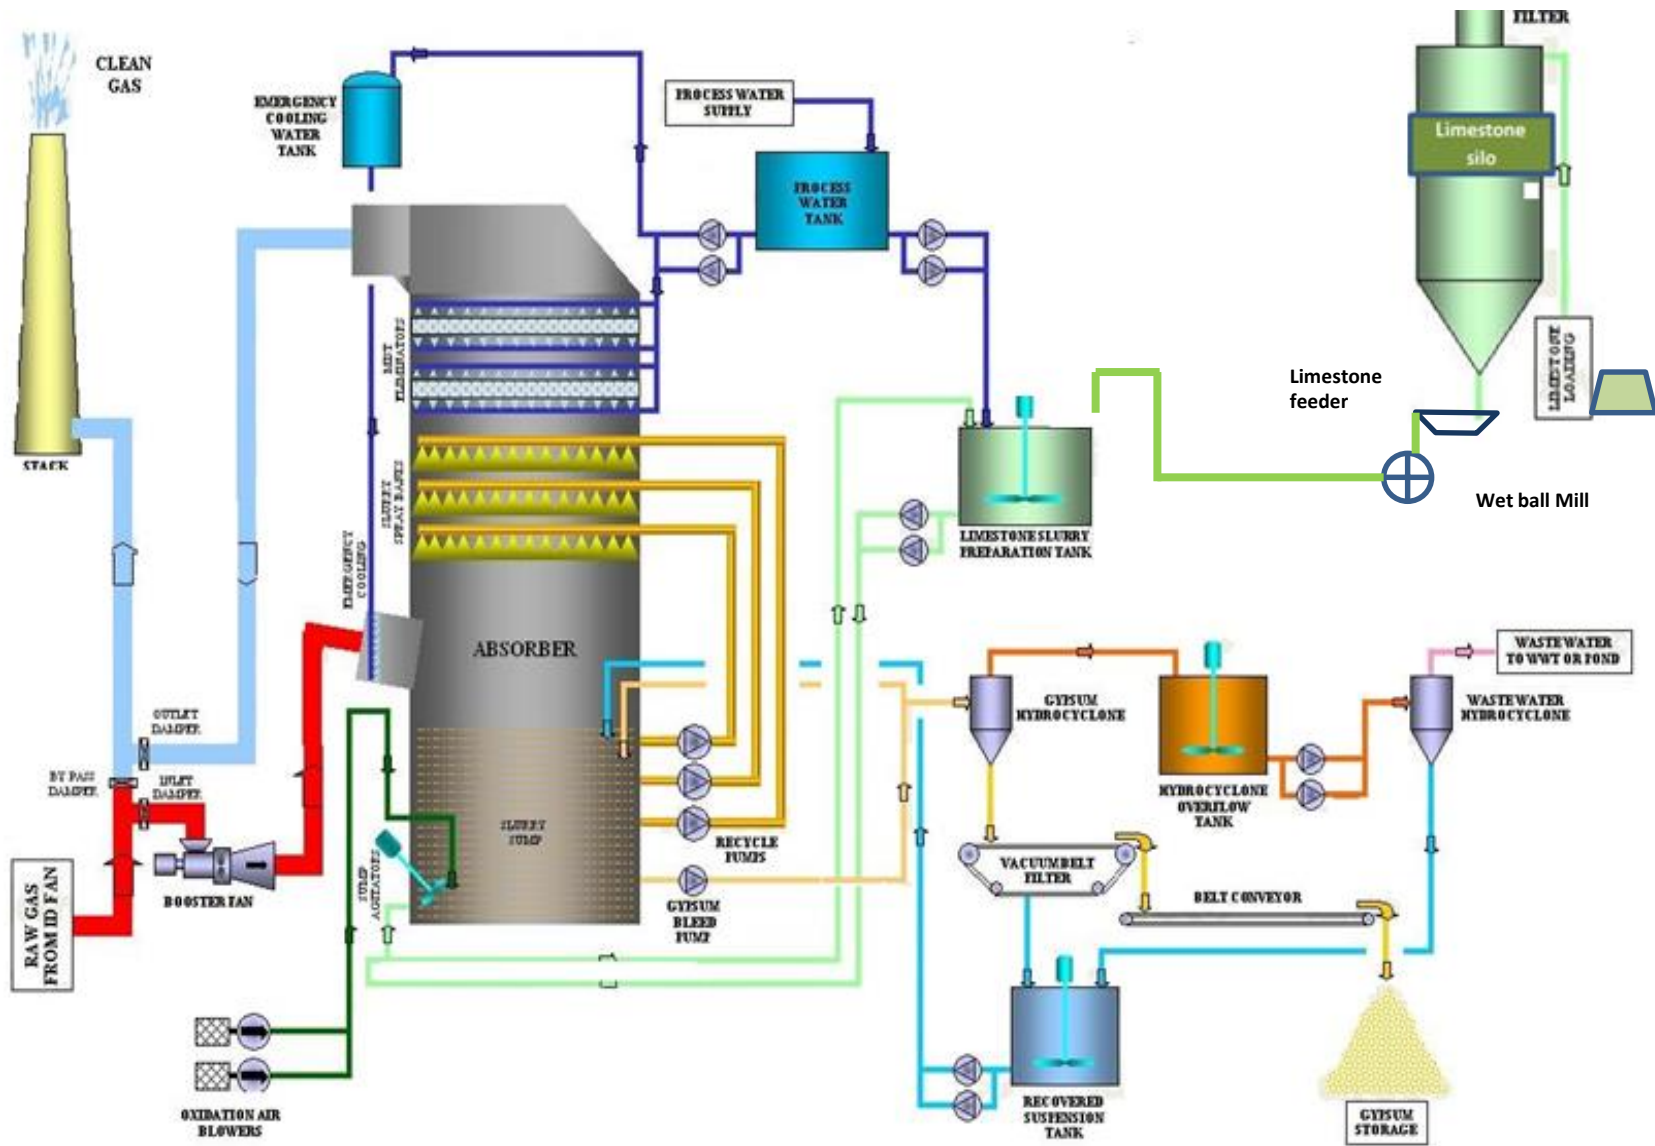 FILTER
CLEAN
GAS
EMERGENCY
COOLING
WATER
TANK
PROCESS WATER
SUPPLY
PROCESS
WATER
TANK
Limestone
silo
LIMESTONE
LOADING
Limestone
feeder
Wet ball Mill
STACK
MIST
ELIMINATORS
SLURRY
SPRAY BANKS
EMERGENCY
COOLING
LIMESTONE SLURRY
PREPARATION TANK
ABSORBER
OUTLET
DAMPER
BY PASS
DAMPER
INLET
DAMPER
BOOSTER FAN
RAW GAS
FROM ID FAN
SLURRY
SUMP
SUMP
AGITATORS
RECYCLE
PUMPS
GYPSUM
BLEED
PUMP
GYPSUM
HYDROCYCLONE
HYDROCYCLONE
OVERFLOW
TANK
WASTEWATER
TO WWT OR POND
WASTEWATER
HYDROCYCLONE
VACUUM BELT
FILTER
BELT CONVEYOR
RECOVERED
SUSPENSION
TANK
GYPSUM
STORAGE
OXIDATION AIR
BLOWERS